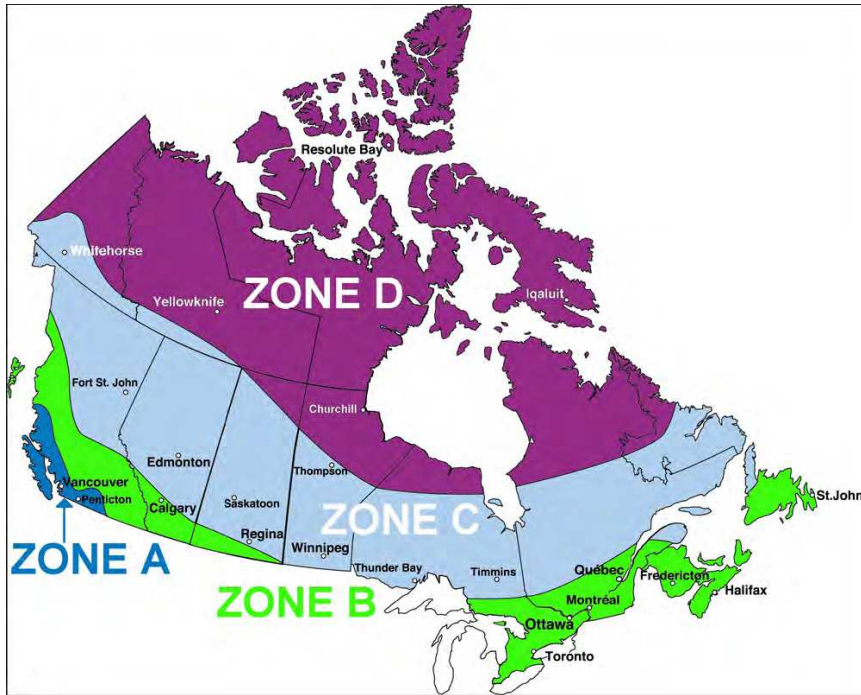 Resolute Bay
Whitehorse
ZONE D
Yellowknife
Iqaluit
Fort St. John
Churchill
Edmonton
Thompson
Vancouver
Penticton
Calgary
Saskatoon
ZONE C
St.John
Regina
Winnipeg
ZONE A
Thunder Bay
Timmins
Québec
Fredericton
ZONE B
Montréal
Halifax
Ottawa
Toronto